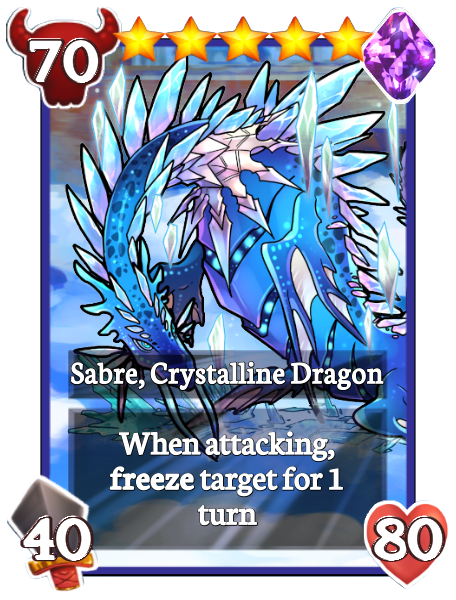 70
Sabre, Crystalline Dragon
When attacking,
freeze target for 1
turn
40
80